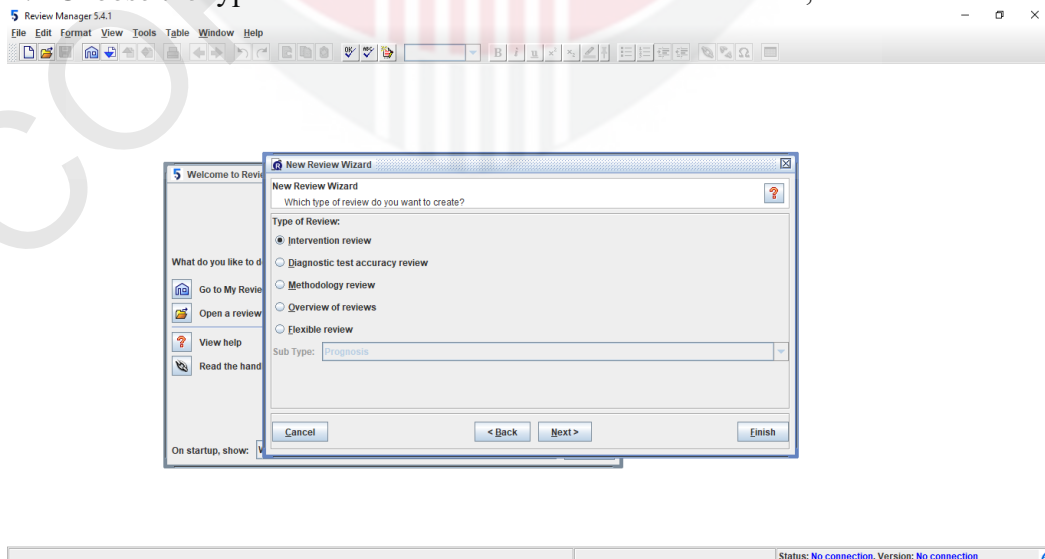 5 Review Manager 5.4.1
File Edit Format View Tools Table Window Help
New Review Wizard
5 Welcome to Revie
New Review Wizard
Which type of review do you want to create?
Type of Review:
Intervention review
Diagnostic test accuracy review
What do you like to d
Methodology review
Go to My Revie
Overview of reviews
Open a review
Flexible review
View help
Sub Type: Prognosis
Read the hand
Cancel < Back Next > Finish
On startup, show:
Status: No connection, Version: No connection